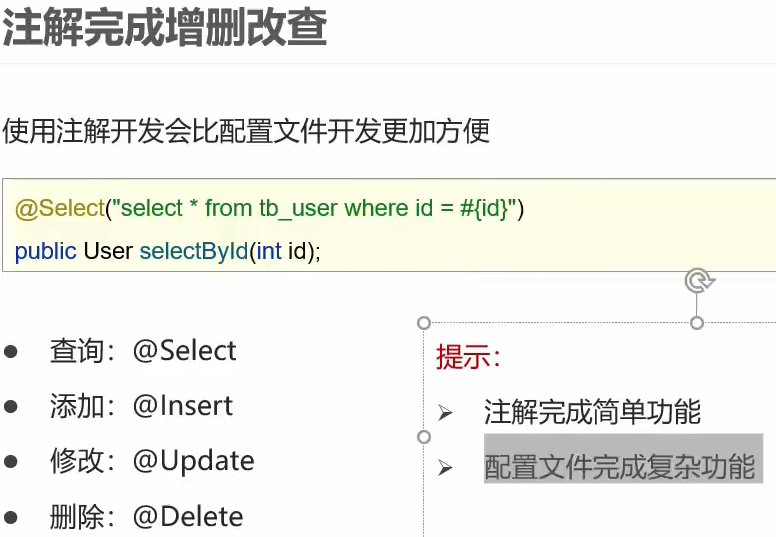 注解完成增删改查
使用注解开发会比配置文件开发更加方便
@Select("select * from tb_user where id = #{id}")
public User selectById(int id);
● 查询：@Select
● 添加：@Insert
● 修改：@Update
● 删除：@Delete
提示：
➢ 注解完成简单功能
➢ 配置文件完成复杂功能